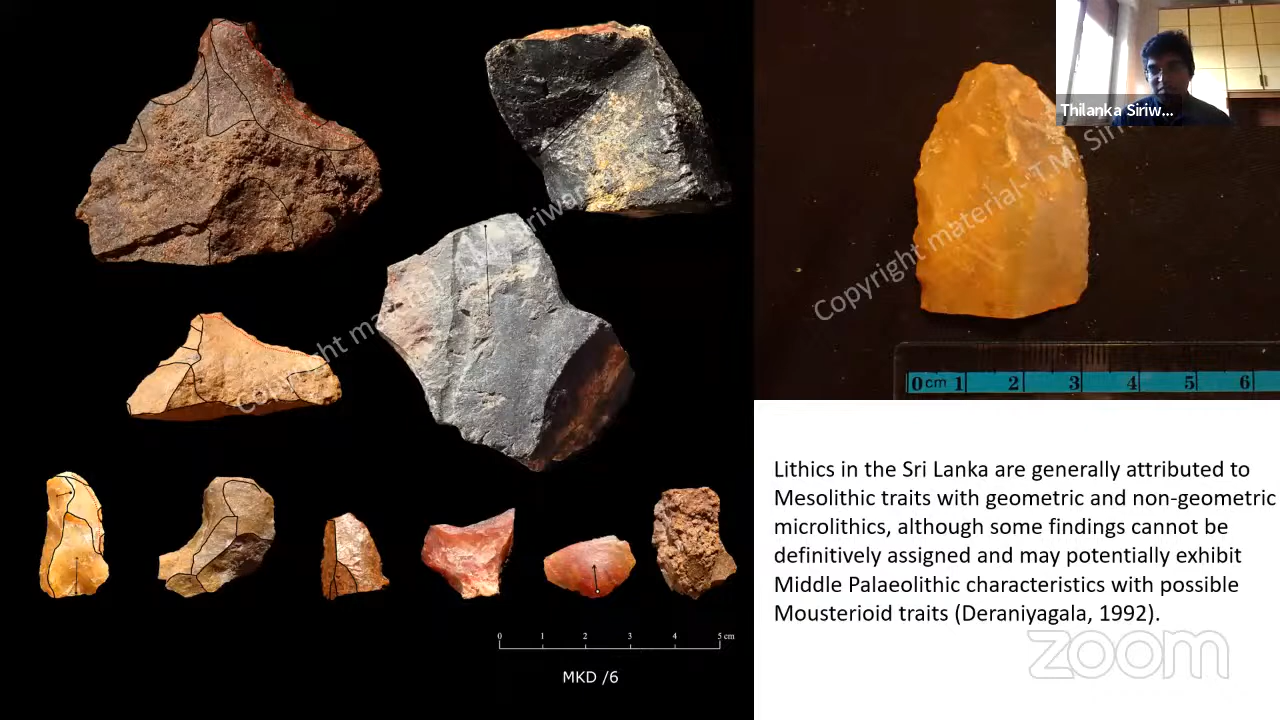 Thilanka Siriw...
Copyright material- T.M. Siri
0 cm 1 2 3 4 5 6
0 1 2 3 4 5 cm
MKD /6
Lithics in the Sri Lanka are generally attributed to
Mesolithic traits with geometric and non-geometric
microlithics, although some findings cannot be
definitively assigned and may potentially exhibit
Middle Palaeolithic characteristics with possible
Mousterioid traits (Deraniyagala, 1992).
zoom